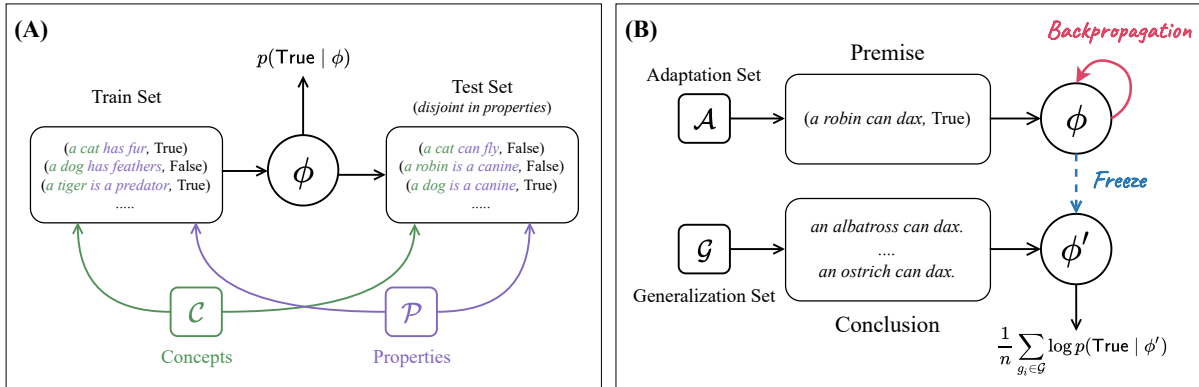 (A)
p(True | ϕ)
Train Set
Test Set
(disjoint in properties)
(a cat has fur, True)
(a dog has feathers, False)
(a tiger is a predator, True)
.....
ϕ
(a cat can fly, False)
(a robin is a canine, False)
(a dog is a canine, True)
.....
C
P
Concepts
Properties
(B)
Backpropagation
Premise
Adaptation Set
A
(a robin can dax, True)
ϕ
Freeze
G
an albatross can dax.
....
an ostrich can dax.
ϕ′
Generalization Set
Conclusion
1/n ∑_{g_i∈G} log p(True | ϕ′)